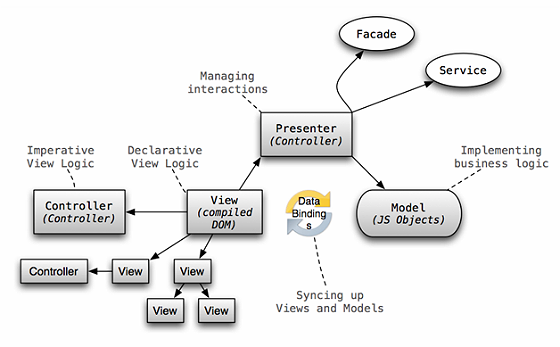 Facade
Service
Managing
interactions
Presenter
(Controller)
Imperative
View Logic
Declarative
View Logic
Implementing
business logic
Controller
(Controller)
View
(compiled
DOM)
Data
Binding
s
Model
(JS Objects)
Controller
View
View
View
View
Syncing up
Views and Models